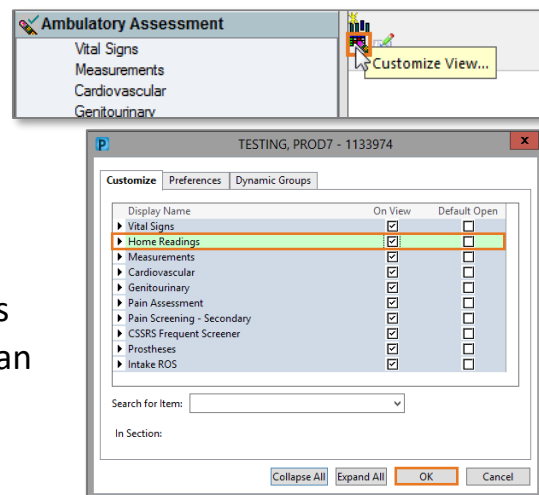 Ambulatory Assessment
Vital Signs
Measurements
Cardiovascular
Genitourinary
Customize View...
P
TESTING, PROD7 - 1133974
x
Customize Preferences Dynamic Groups
Display Name On View Default Open
Vital Signs
Home Readings
Measurements
Cardiovascular
Genitourinary
Pain Assessment
Pain Screening - Secondary
CSSRS Frequent Screener
Prostheses
Intake ROS
s
an
Search for Item:
In Section:
Collapse All Expand All OK Cancel